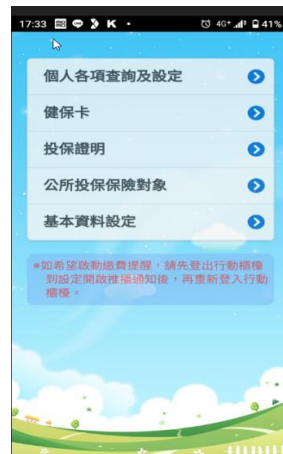 17:33 K · 4G+ 41%
個人各項查詢及設定
健保卡
投保證明
公所投保保險對象
基本資料設定
*如希望啟動繳費提醒，請先登出行動櫃檯
到設定開啟推播通知後，再重新登入行動
櫃檯。